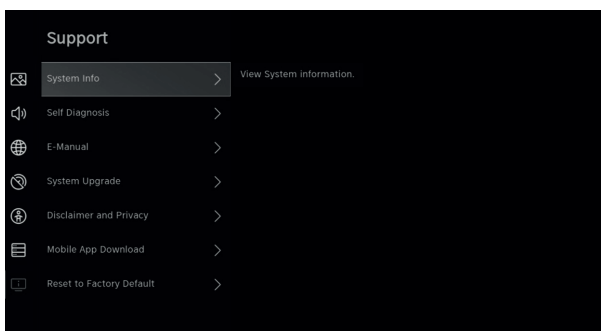 Support
System Info
View System information.
Self Diagnosis
E-Manual
System Upgrade
Disclaimer and Privacy
Mobile App Download
Reset to Factory Default